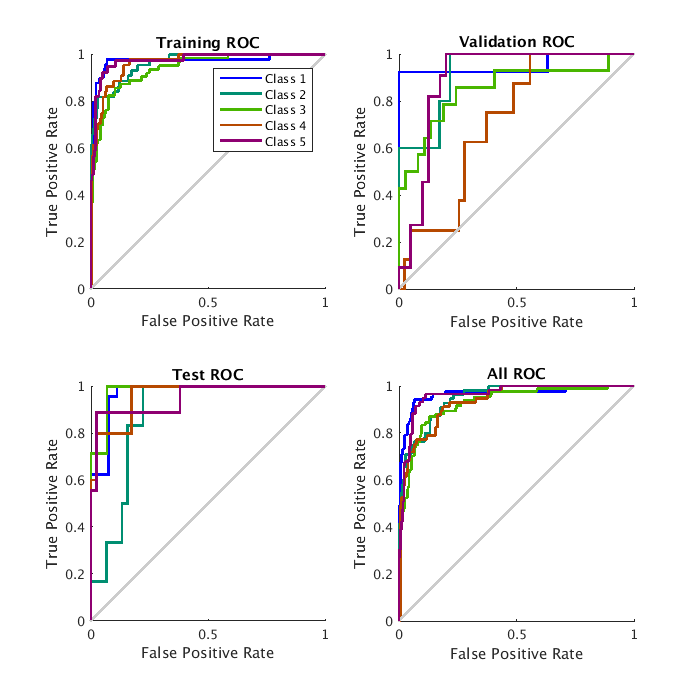 Training ROC
True Positive Rate
1
0.8
0.6
0.4
0.2
0
Class 1
Class 2
Class 3
Class 4
Class 5
0 0.5 1
False Positive Rate
Validation ROC
True Positive Rate
1
0.8
0.6
0.4
0.2
0
0 0.5 1
False Positive Rate
Test ROC
True Positive Rate
1
0.8
0.6
0.4
0.2
0
0 0.5 1
False Positive Rate
All ROC
True Positive Rate
1
0.8
0.6
0.4
0.2
0
0 0.5 1
False Positive Rate